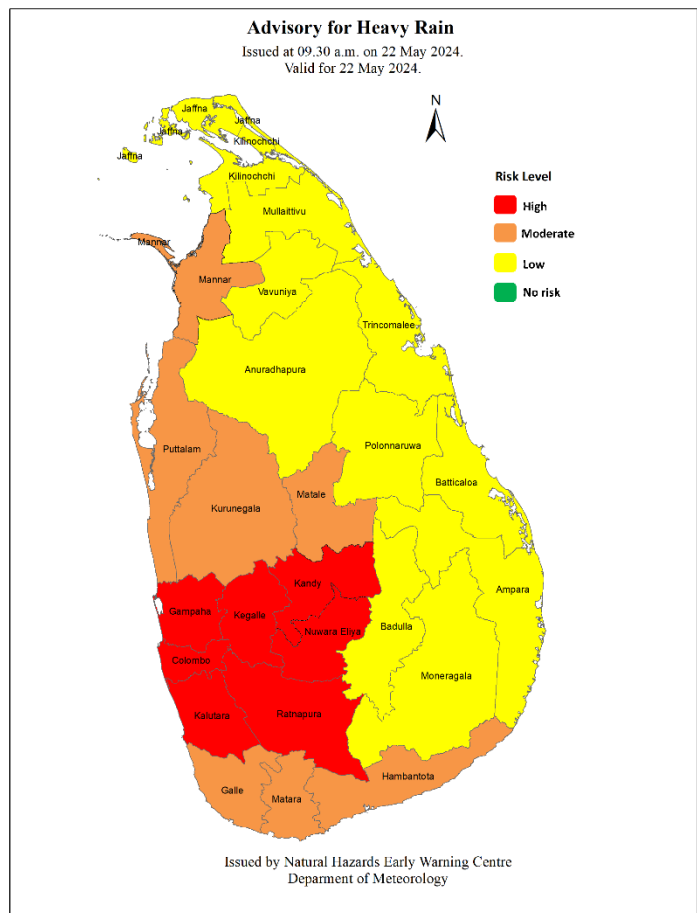 Advisory for Heavy Rain
Issued at 09.30 a.m. on 22 May 2024.
Valid for 22 May 2024.
N
Risk Level
High
Moderate
Low
No risk
Jaffna
Jaffna
Jaffna
Kilinochchi
Jaffna
Kilinochchi
Mullaittivu
Mannar
Mannar
Vavuniya
Trincomalee
Anuradhapura
Polonnaruwa
Puttalam
Batticaloa
Matale
Kurunegala
Kandy
Ampara
Gampaha
Kegalle
Nuwara Eliya
Badulla
Colombo
Moneragala
Kalutara
Ratnapura
Hambantota
Galle
Matara
Issued by Natural Hazards Early Warning Centre
Deparment of Meteorology